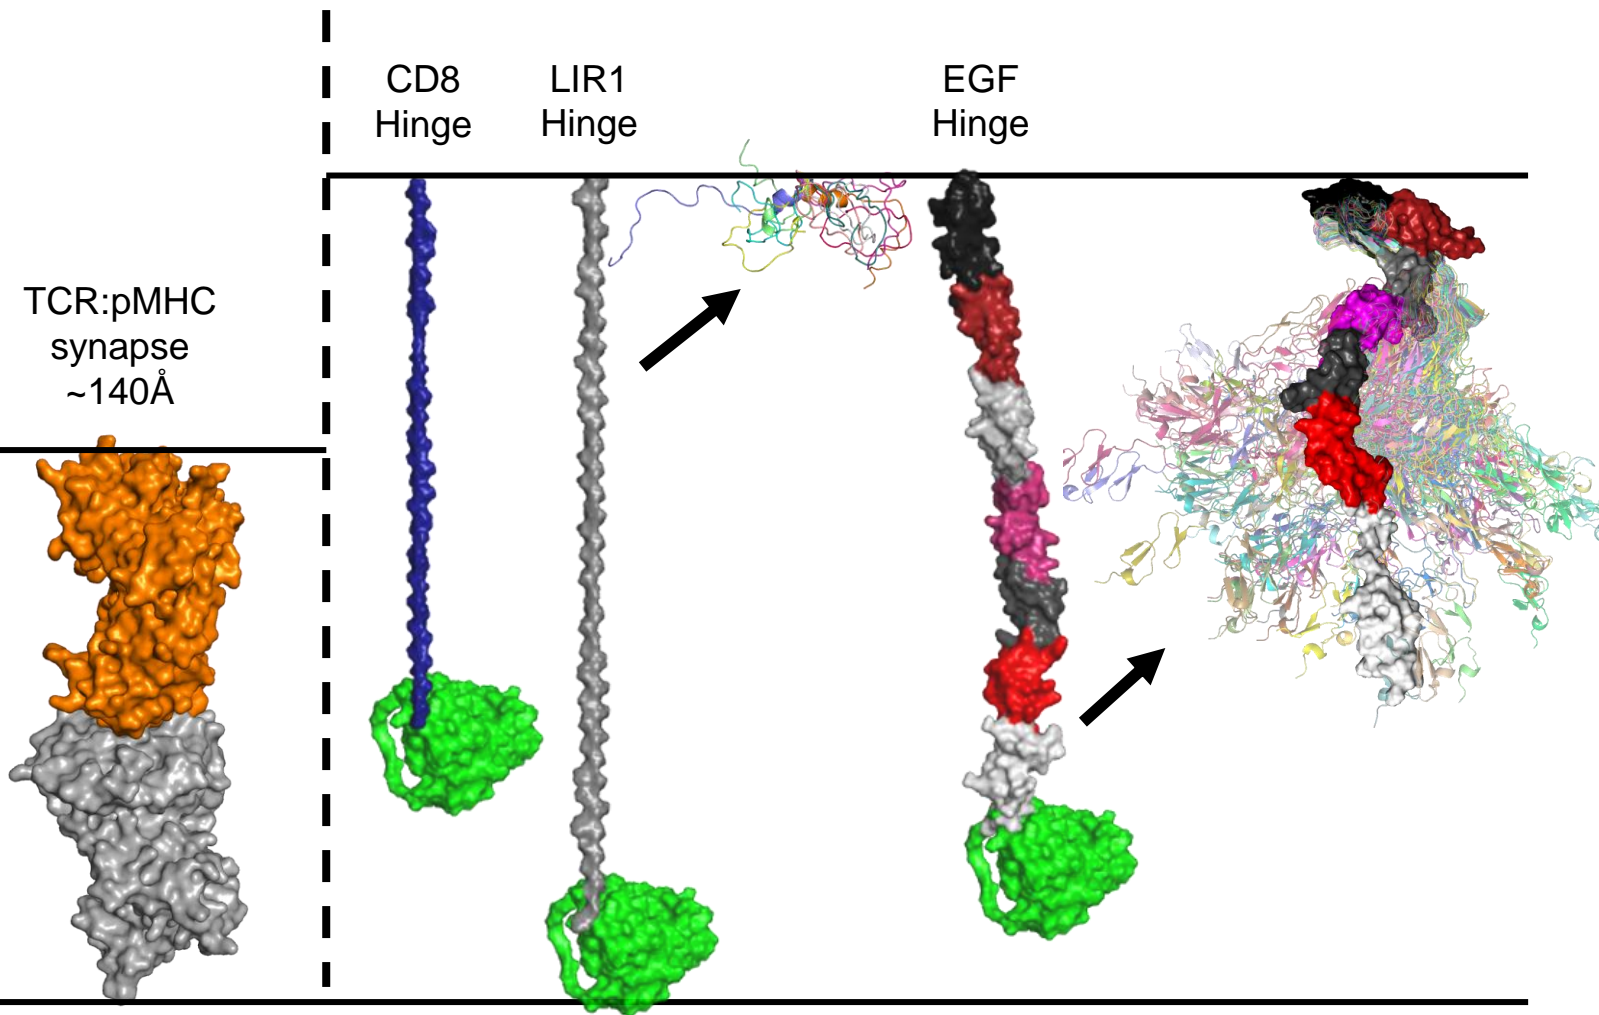 CD8
Hinge
LIR1
Hinge
EGF
Hinge
TCR:pMHC
synapse
~140Å